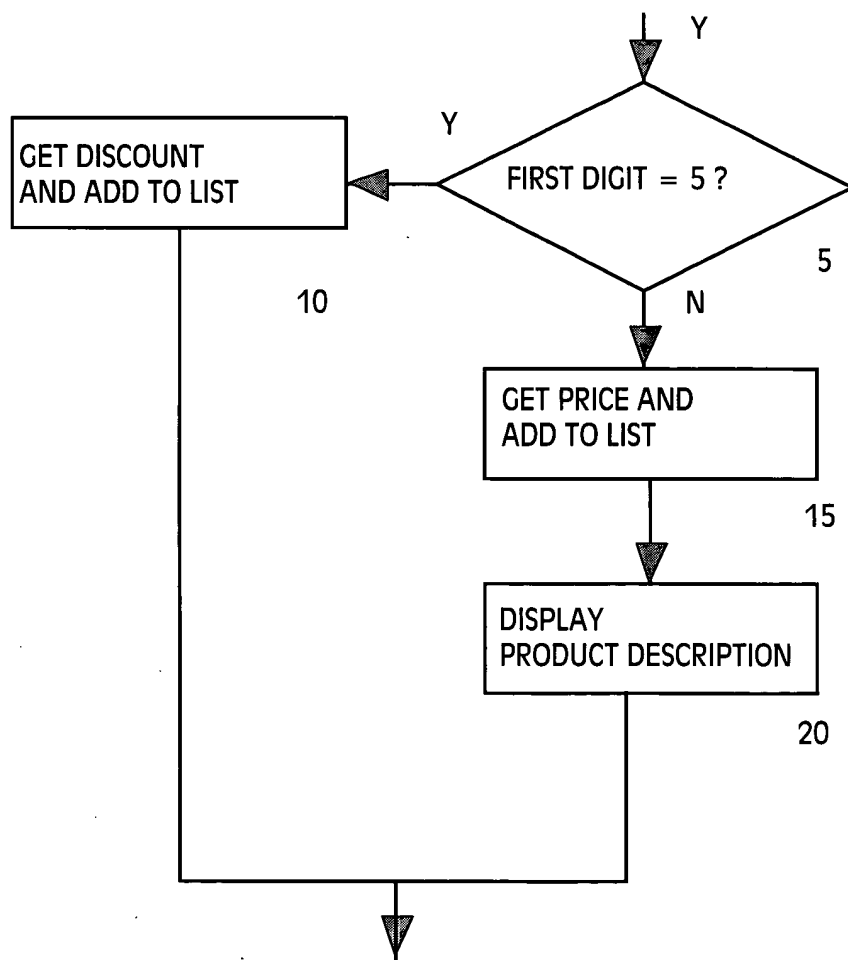 Y
Y
GET DISCOUNT
AND ADD TO LIST
FIRST DIGIT = 5 ?
5
10
N
GET PRICE AND
ADD TO LIST
15
DISPLAY
PRODUCT DESCRIPTION
20